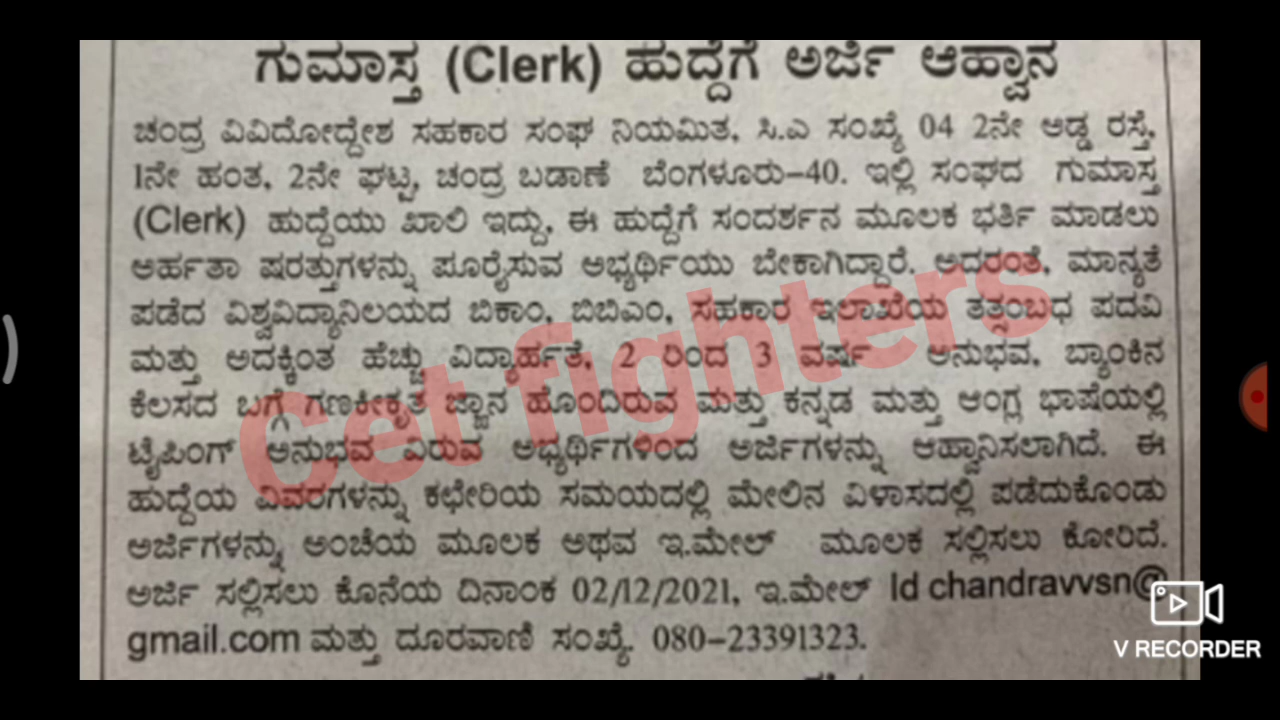 ಗುಮಾಸ್ತ (Clerk) ಹುದ್ದೆಗೆ ಅರ್ಜಿ ಆಹ್ವಾನ
ಚಂದ್ರ ವಿವಿದೋದ್ದೇಶ ಸಹಕಾರ ಸಂಘ ನಿಯಮಿತ, ಸಿ.ಎ ಸಂಖ್ಯೆ 04 2ನೇ ಅಡ್ಡ ರಸ್ತೆ,
1ನೇ ಹಂತ, 2ನೇ ಘಟ್ಟ, ಚಂದ್ರ ಬಡಾಣೆ ಬೆಂಗಳೂರು-40. ಇಲ್ಲಿ ಸಂಘದ ಗುಮಾಸ್ತ
(Clerk) ಹುದ್ದೆಯು ಖಾಲಿ ಇದ್ದು, ಈ ಹುದ್ದೆಗೆ ಸಂದರ್ಶನ ಮೂಲಕ ಭರ್ತಿ ಮಾಡಲು
ಅರ್ಹತಾ ಷರತ್ತುಗಳನ್ನು ಪೂರೈಸುವ ಅಭ್ಯರ್ಥಿಯು ಬೇಕಾಗಿದ್ದಾರೆ. ಅದರಂತೆ, ಮಾನ್ಯತೆ
ಪಡೆದ ವಿಶ್ವವಿದ್ಯಾನಿಲಯದ ಬಿಕಾಂ, ಬಿಬಿಎಂ, ಸಹಕಾರ ಇಲಾಖೆಯ ತತ್ಸಂಬಧ ಪದವಿ
ಮತ್ತು ಅದಕ್ಕಿಂತ ಹೆಚ್ಚು ವಿದ್ಯಾರ್ಹತೆ, 2 ರಿಂದ 3 ವರ್ಷ ಅನುಭವ, ಬ್ಯಾಂಕಿನ
ಕೆಲಸದ ಬಗ್ಗೆ ಗಣಕೀಕೃತ ಜ್ಞಾನ ಹೊಂದಿರುವ ಮತ್ತು ಕನ್ನಡ ಮತ್ತು ಆಂಗ್ಲ ಭಾಷೆಯಲ್ಲಿ
ಟೈಪಿಂಗ್ ಅನುಭವ ವಿರುವ ಅಭ್ಯರ್ಥಿಗಳಿಂದ ಅರ್ಜಿಗಳನ್ನು ಆಹ್ವಾನಿಸಲಾಗಿದೆ. ಈ
ಹುದ್ದೆಯ ವಿವರಗಳನ್ನು ಕಛೇರಿಯ ಸಮಯದಲ್ಲಿ ಮೇಲಿನ ವಿಳಾಸದಲ್ಲಿ ಪಡೆದುಕೊಂಡು
ಅರ್ಜಿಗಳನ್ನು ಅಂಚೆಯ ಮೂಲಕ ಅಥವ ಇ.ಮೇಲ್ ಮೂಲಕ ಸಲ್ಲಿಸಲು ಕೋರಿದೆ.
ಅರ್ಜಿ ಸಲ್ಲಿಸಲು ಕೊನೆಯ ದಿನಾಂಕ 02/12/2021, ಇ.ಮೇಲ್ Id chandravvsn@
gmail.com ಮತ್ತು ದೂರವಾಣಿ ಸಂಖ್ಯೆ. 080-23391323.
Cet fighters
V RECORDER